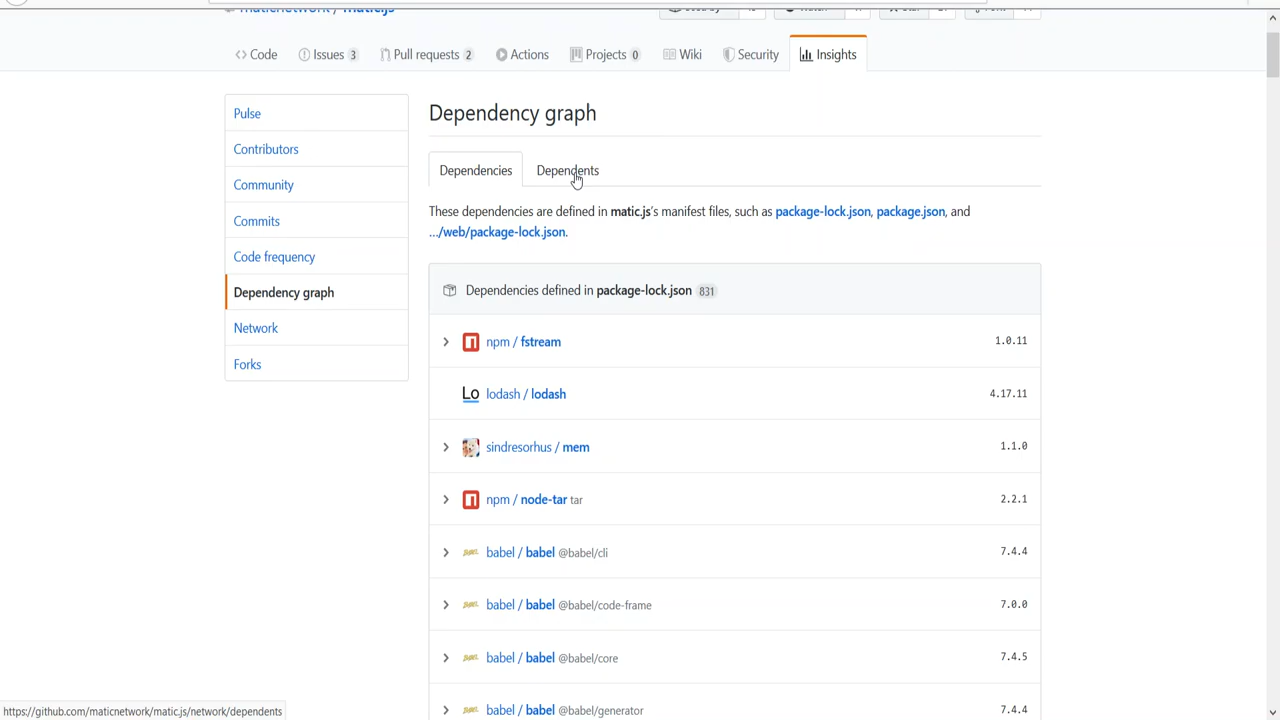 maticnetwork / matic.js
Code
Issues 3
Pull requests 2
Actions
Projects 0
Wiki
Security
Insights
Pulse
Contributors
Community
Commits
Code frequency
Dependency graph
Network
Forks
Dependency graph
Dependencies
Dependents
These dependencies are defined in matic.js's manifest files, such as package-lock.json, package.json, and
…/web/package-lock.json.
Dependencies defined in package-lock.json 831
npm / fstream 1.0.11
Lo lodash / lodash 4.17.11
sindresorhus / mem 1.1.0
npm / node-tar tar 2.2.1
babel / babel @babel/cli 7.4.4
babel / babel @babel/code-frame 7.0.0
babel / babel @babel/core 7.4.5
babel / babel @babel/generator 7.4.4
https://github.com/maticnetwork/matic.js/network/dependents